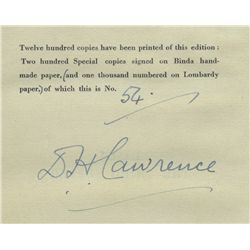 Twelve hundred copies have been printed of this edition:
Two hundred Special copies signed on Binda hand-
made paper, (and one thousand numbered on Lombardy
paper,) of which this is No.
54.
D. H. Lawrence